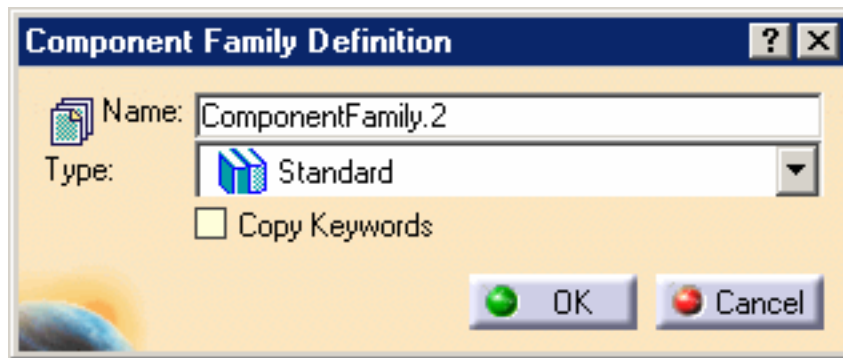 Component Family Definition ? X
Name: ComponentFamily.2
Type: Standard
Copy Keywords
OK Cancel